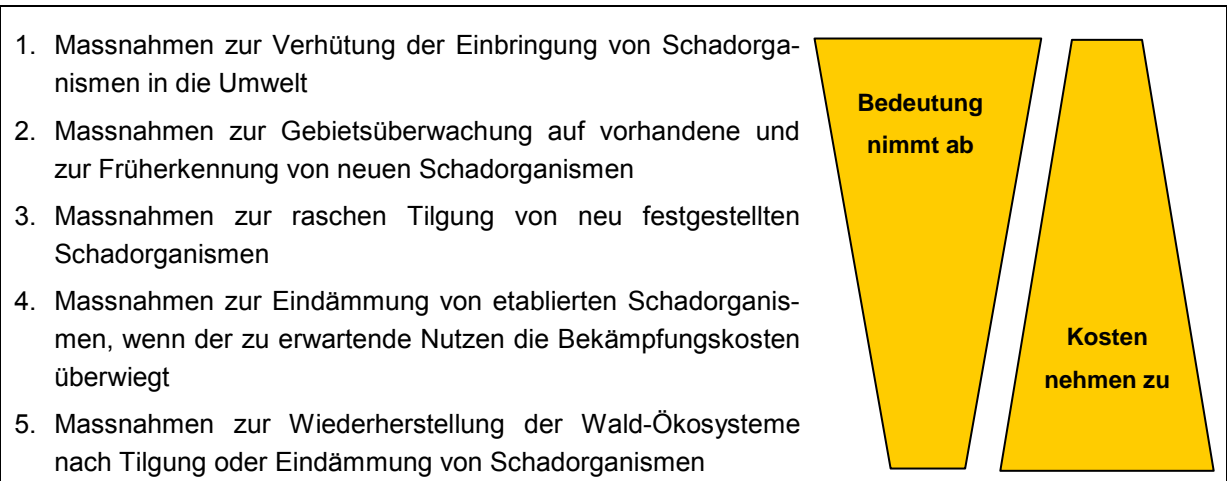 1. Massnahmen zur Verhütung der Einbringung von Schadorga-
nismen in die Umwelt
2. Massnahmen zur Gebietsüberwachung auf vorhandene und
zur Früherkennung von neuen Schadorganismen
3. Massnahmen zur raschen Tilgung von neu festgestellten
Schadorganismen
4. Massnahmen zur Eindämmung von etablierten Schadorganis-
men, wenn der zu erwartende Nutzen die Bekämpfungskosten
überwiegt
5. Massnahmen zur Wiederherstellung der Wald-Ökosysteme
nach Tilgung oder Eindämmung von Schadorganismen
Bedeutung
nimmt ab
Kosten
nehmen zu